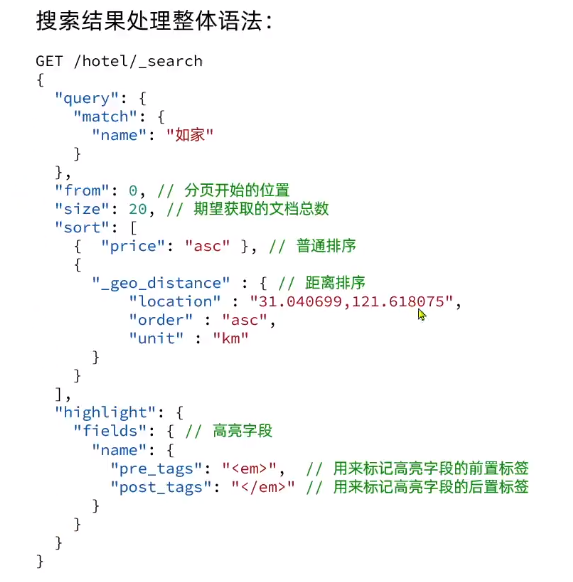 搜索结果处理整体语法：
GET /hotel/_search
{
  "query": {
    "match": {
      "name": "如家"
    }
  },
  "from": 0, // 分页开始的位置
  "size": 20, // 期望获取的文档总数
  "sort": [
    {  "price": "asc" }, // 普通排序
    {
      "_geo_distance" : { // 距离排序
          "location" : "31.040699,121.618075",
          "order" : "asc",
          "unit" : "km"
      }
    }
  ],
  "highlight": {
    "fields": { // 高亮字段
      "name": {
        "pre_tags": "<em>",  // 用来标记高亮字段的前置标签
        "post_tags": "</em>" // 用来标记高亮字段的后置标签
      }
    }
  }
}